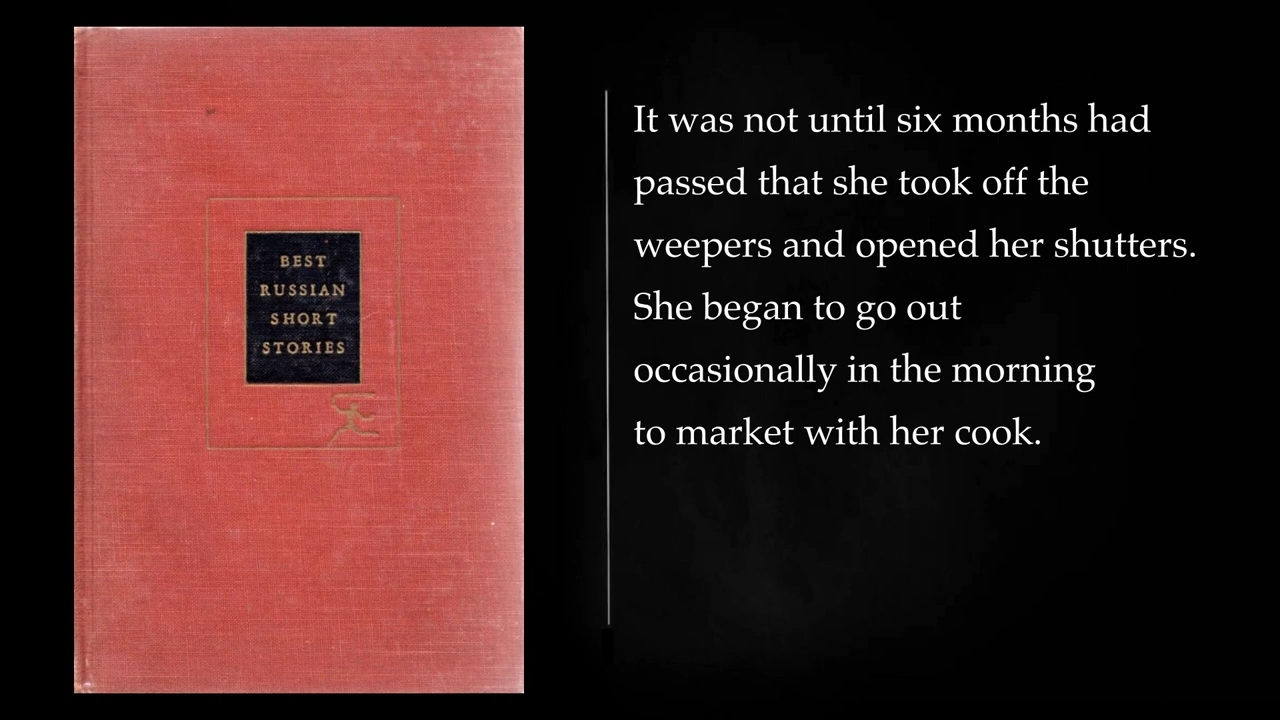 BEST
RUSSIAN
SHORT
STORIES
It was not until six months had
passed that she took off the
weepers and opened her shutters.
She began to go out
occasionally in the morning
to market with her cook.